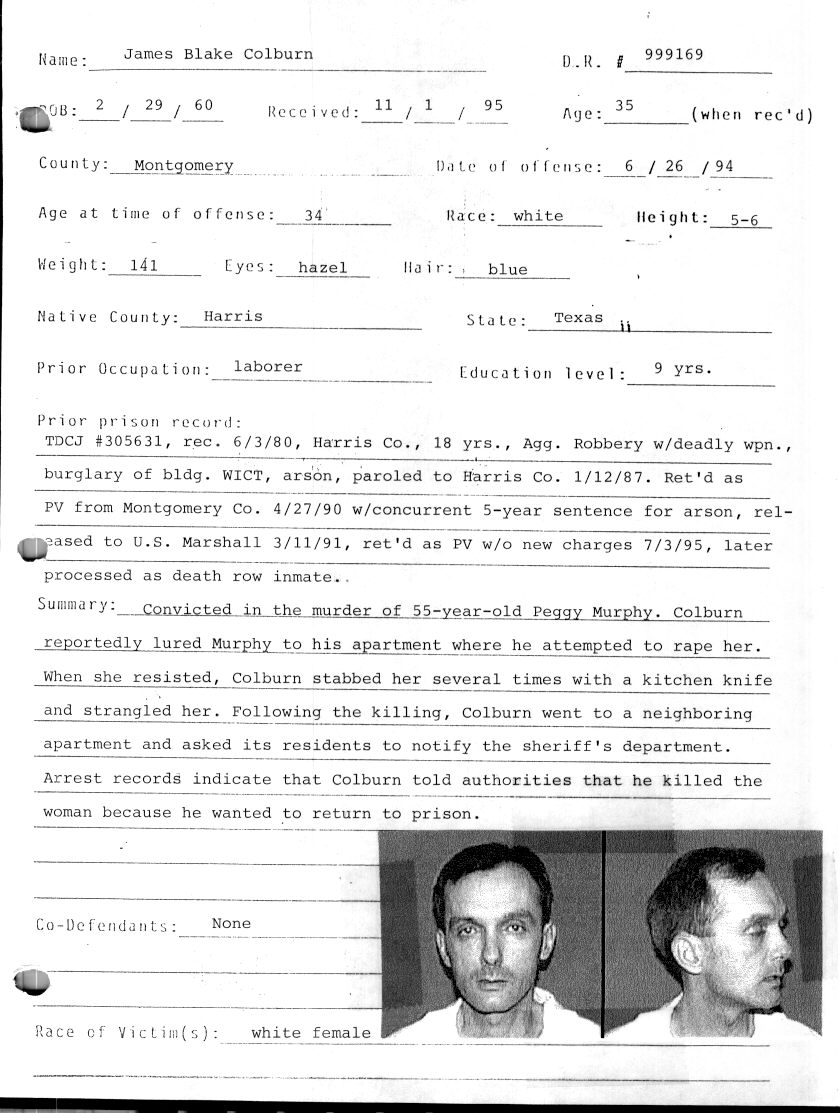 Name: James Blake Colburn D.R. # 999169
DOB: 2 / 29 / 60 Received: 11 / 1 / 95 Age: 35 (when rec'd)
County: Montgomery Date of offense: 6 / 26 / 94
Age at time of offense: 34 Race: white Height: 5-6
Weight: 141 Eyes: hazel Hair: blue
Native County: Harris State: Texas
Prior Occupation: laborer Education level: 9 yrs.
Prior prison record:
TDCJ #305631, rec. 6/3/80, Harris Co., 18 yrs., Agg. Robbery w/deadly wpn.,
burglary of bldg. WICT, arson, paroled to Harris Co. 1/12/87. Ret'd as
PV from Montgomery Co. 4/27/90 w/concurrent 5-year sentence for arson, rel-
eased to U.S. Marshall 3/11/91, ret'd as PV w/o new charges 7/3/95, later
processed as death row inmate.
Summary: Convicted in the murder of 55-year-old Peggy Murphy. Colburn
reportedly lured Murphy to his apartment where he attempted to rape her.
When she resisted, Colburn stabbed her several times with a kitchen knife
and strangled her. Following the killing, Colburn went to a neighboring
apartment and asked its residents to notify the sheriff's department.
Arrest records indicate that Colburn told authorities that he killed the
woman because he wanted to return to prison.
Co-Defendants: None
Race of Victim(s): white female